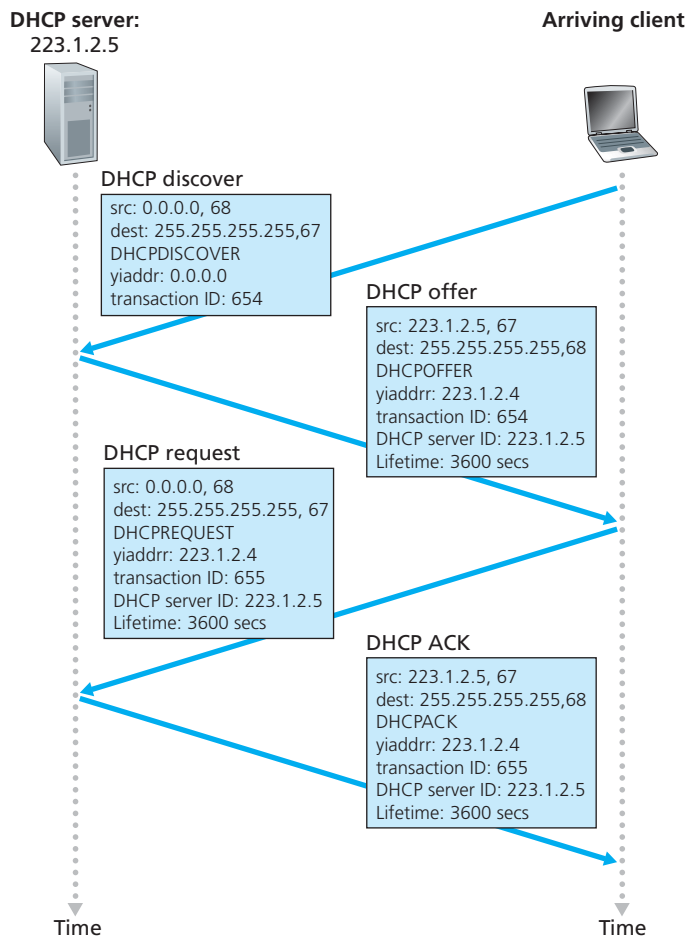 DHCP server:
223.1.2.5
Arriving client
DHCP discover
src: 0.0.0.0, 68
dest: 255.255.255.255,67
DHCPDISCOVER
yiaddr: 0.0.0.0
transaction ID: 654
DHCP offer
src: 223.1.2.5, 67
dest: 255.255.255.255,68
DHCPOFFER
yiaddrr: 223.1.2.4
transaction ID: 654
DHCP server ID: 223.1.2.5
Lifetime: 3600 secs
DHCP request
src: 0.0.0.0, 68
dest: 255.255.255.255, 67
DHCPREQUEST
yiaddrr: 223.1.2.4
transaction ID: 655
DHCP server ID: 223.1.2.5
Lifetime: 3600 secs
DHCP ACK
src: 223.1.2.5, 67
dest: 255.255.255.255,68
DHCPACK
yiaddrr: 223.1.2.4
transaction ID: 655
DHCP server ID: 223.1.2.5
Lifetime: 3600 secs
Time
Time